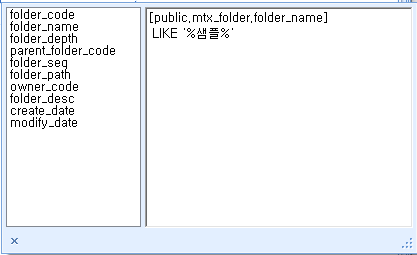 folder_code
folder_name
folder_depth
parent_folder_code
folder_seq
folder_path
owner_code
folder_desc
create_date
modify_date
[public,mtx_folder,folder_name]
LIKE '%샘플%'